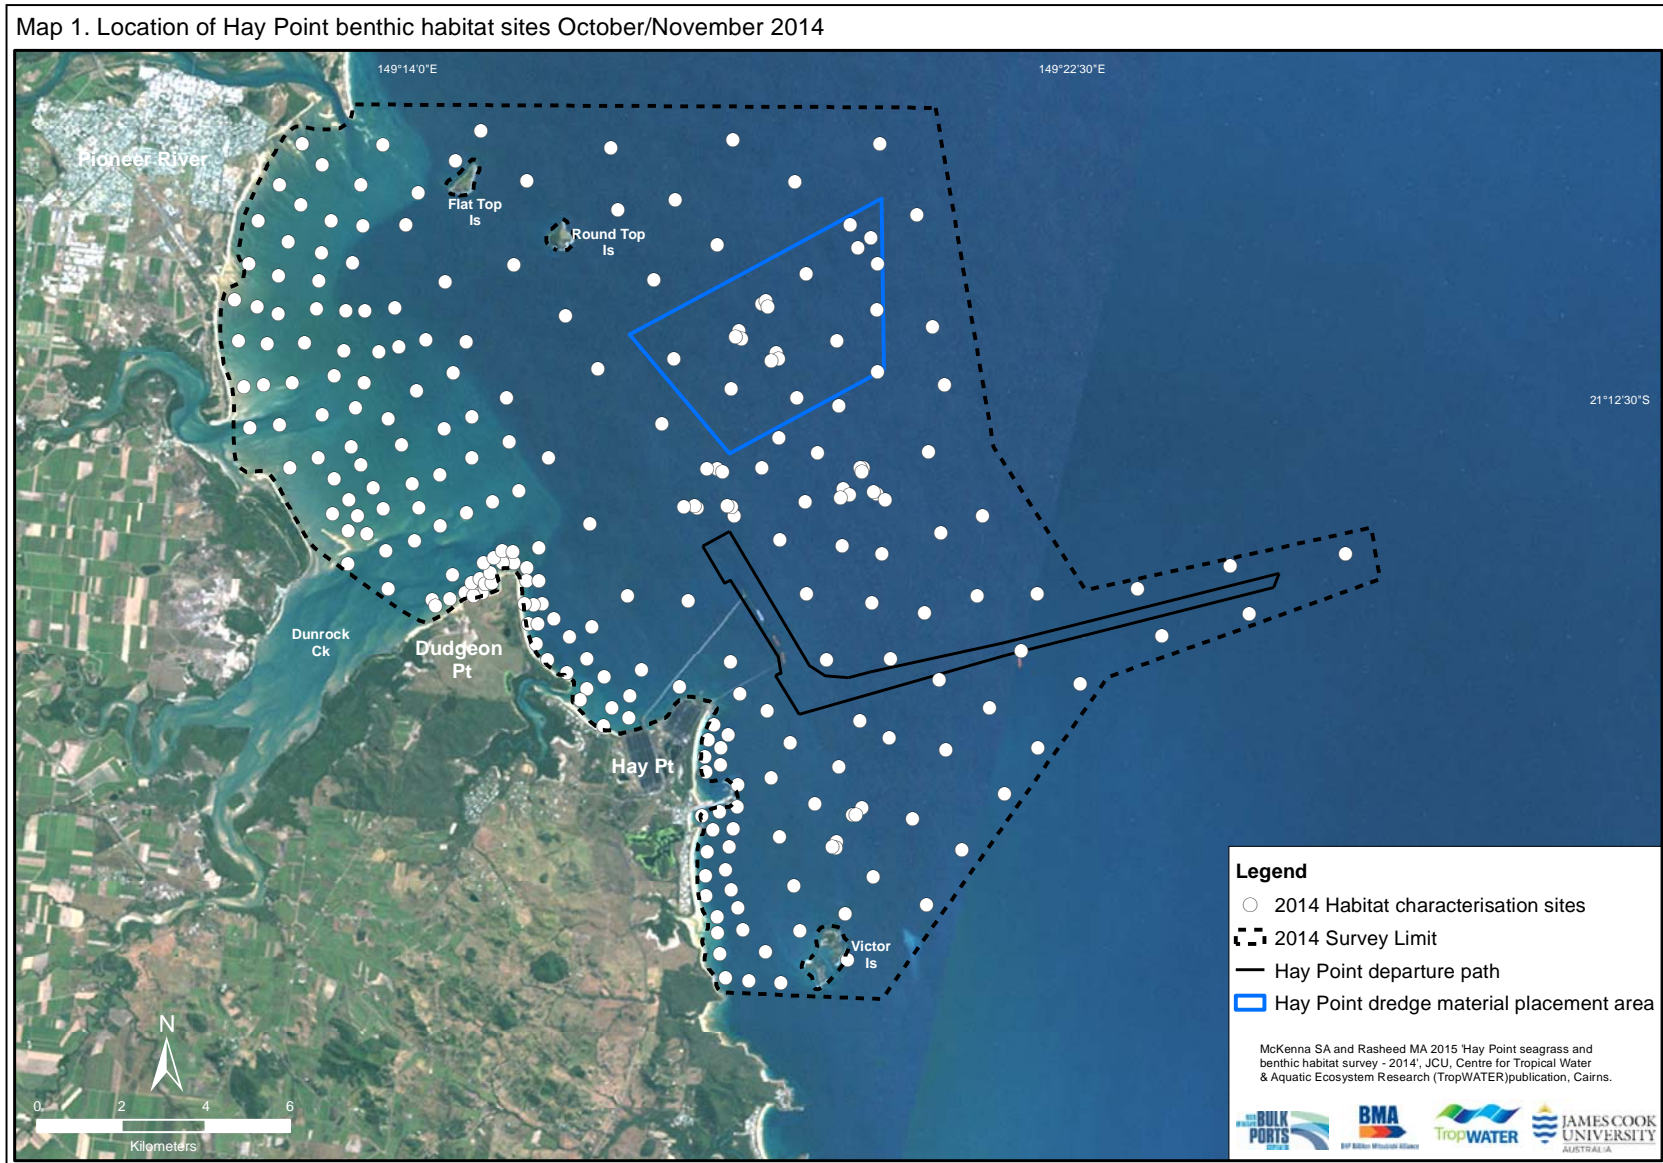 Map 1. Location of Hay Point benthic habitat sites October/November 2014
149°14'0"E
149°22'30"E
Pioneer River
Flat Top
Is
Round Top
Is
21°12'30"S
Dunrock
Ck
Dudgeon
Pt
Hay Pt
Victor
Is
Legend
2014 Habitat characterisation sites
2014 Survey Limit
Hay Point departure path
Hay Point dredge material placement area
McKenna SA and Rasheed MA 2015 'Hay Point seagrass and
benthic habitat survey - 2014', JCU, Centre for Tropical Water
& Aquatic Ecosystem Research (TropWATER)publication, Cairns.
N
0 2 4 6
Kilometers
BULK
PORTS
BMA
BHP Billiton Mitsubishi Alliance
TropWATER
JAMES COOK
UNIVERSITY
AUSTRALIA